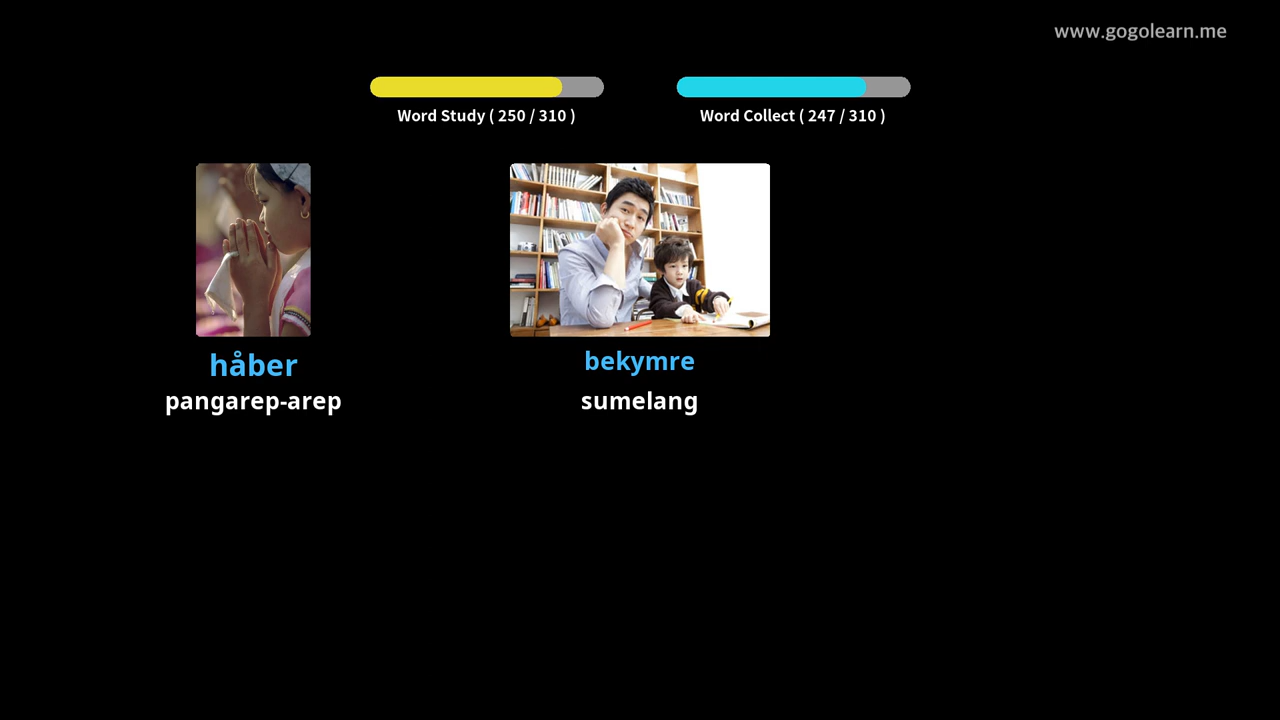 www.gogolearn.me
Word Study ( 250 / 310 )
Word Collect ( 247 / 310 )
håber
bekymre
pangarep-arep
sumelang